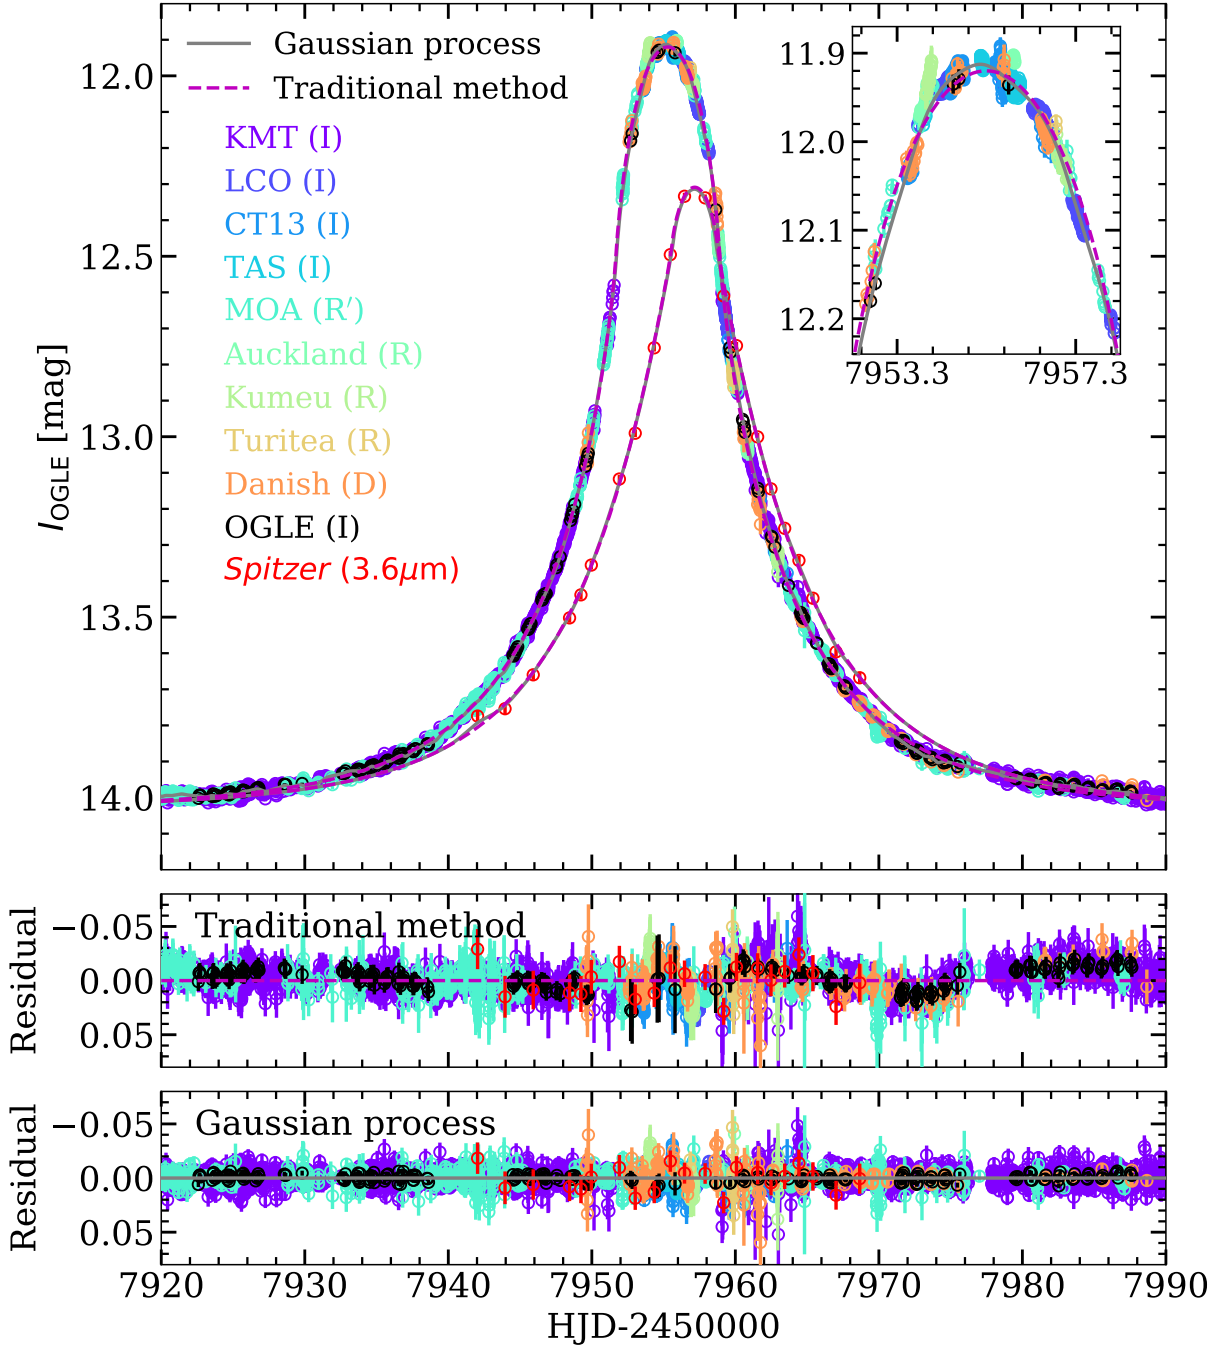 Gaussian process
Traditional method
KMT (I)
LCO (I)
CT13 (I)
TAS (I)
MOA (R′)
Auckland (R)
Kumeu (R)
Turitea (R)
Danish (D)
OGLE (I)
Spitzer (3.6μm)
I_OGLE [mag]
12.0
12.5
13.0
13.5
14.0
11.9
12.0
12.1
12.2
7953.3 7957.3
Traditional method
Residual
−0.05
0.00
0.05
Gaussian process
Residual
−0.05
0.00
0.05
7920 7930 7940 7950 7960 7970 7980 7990
HJD-2450000